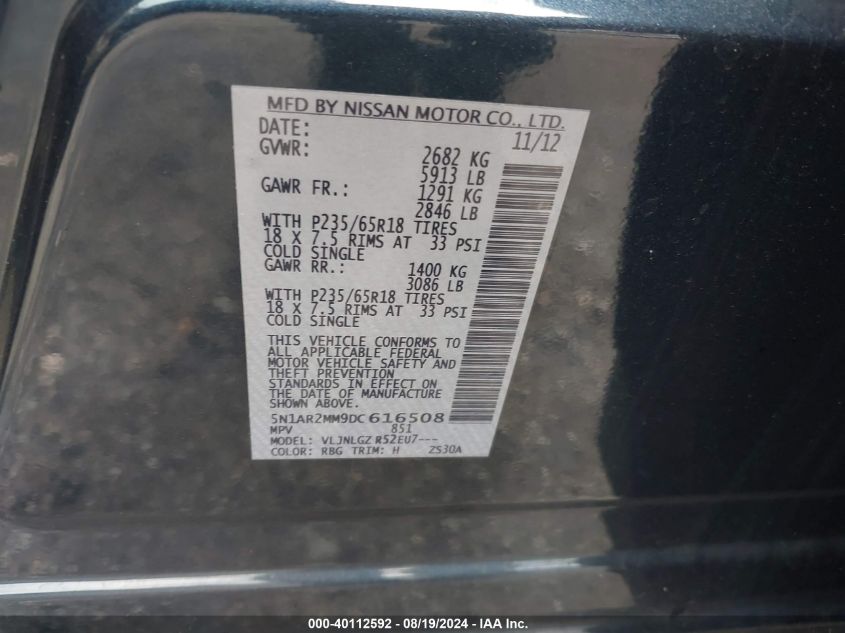 MFD BY NISSAN MOTOR CO., LTD.
DATE: 11/12
GVWR: 2682 KG
5913 LB
GAWR FR.: 1291 KG
2846 LB
WITH P235/65R18 TIRES
18 X 7.5 RIMS AT 33 PSI
COLD SINGLE
GAWR RR.: 1400 KG
3086 LB
WITH P235/65R18 TIRES
18 X 7.5 RIMS AT 33 PSI
COLD SINGLE
THIS VEHICLE CONFORMS TO
ALL APPLICABLE FEDERAL
MOTOR VEHICLE SAFETY AND
THEFT PREVENTION
STANDARDS IN EFFECT ON
THE DATE OF MANUFACTURE
SHOWN ABOVE.
5N1AR2MM9DC616508
MPV 851
MODEL: VLJNLGZ R52EU7---
COLOR: RBG TRIM: H ZS30A
000-40112592 - 08/19/2024 - IAA Inc.